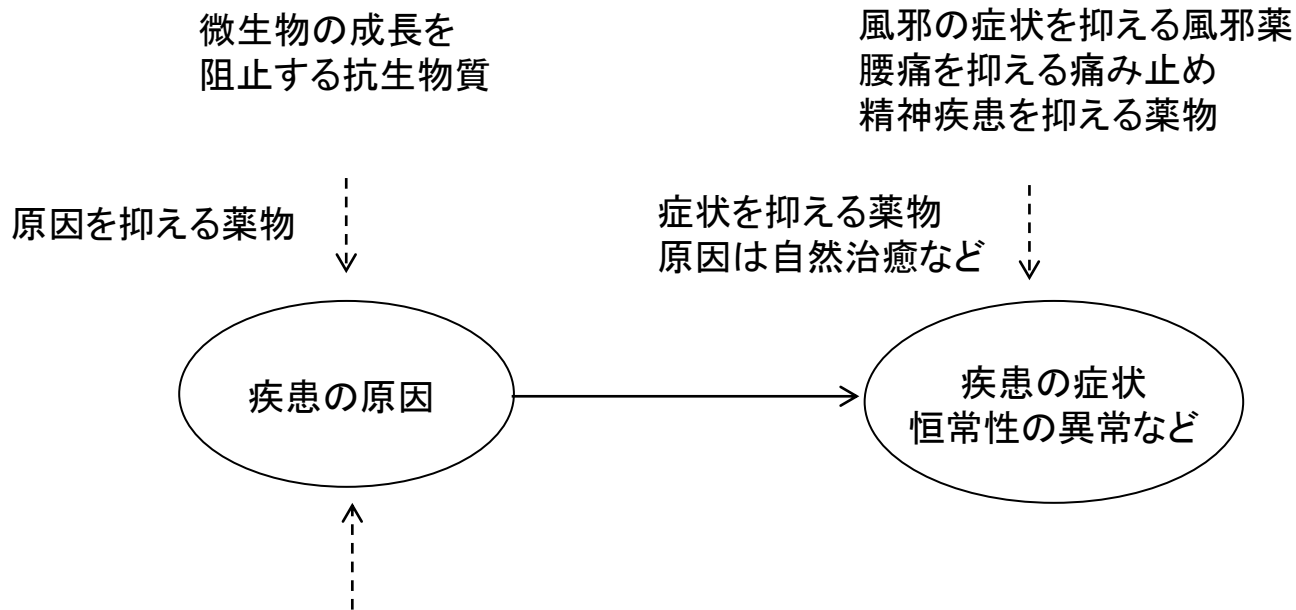 微生物の成長を
阻止する抗生物質
風邪の症状を抑える風邪薬
腰痛を抑える痛み止め
精神疾患を抑える薬物
原因を抑える薬物
症状を抑える薬物
原因は自然治癒など
疾患の原因
疾患の症状
恒常性の異常など